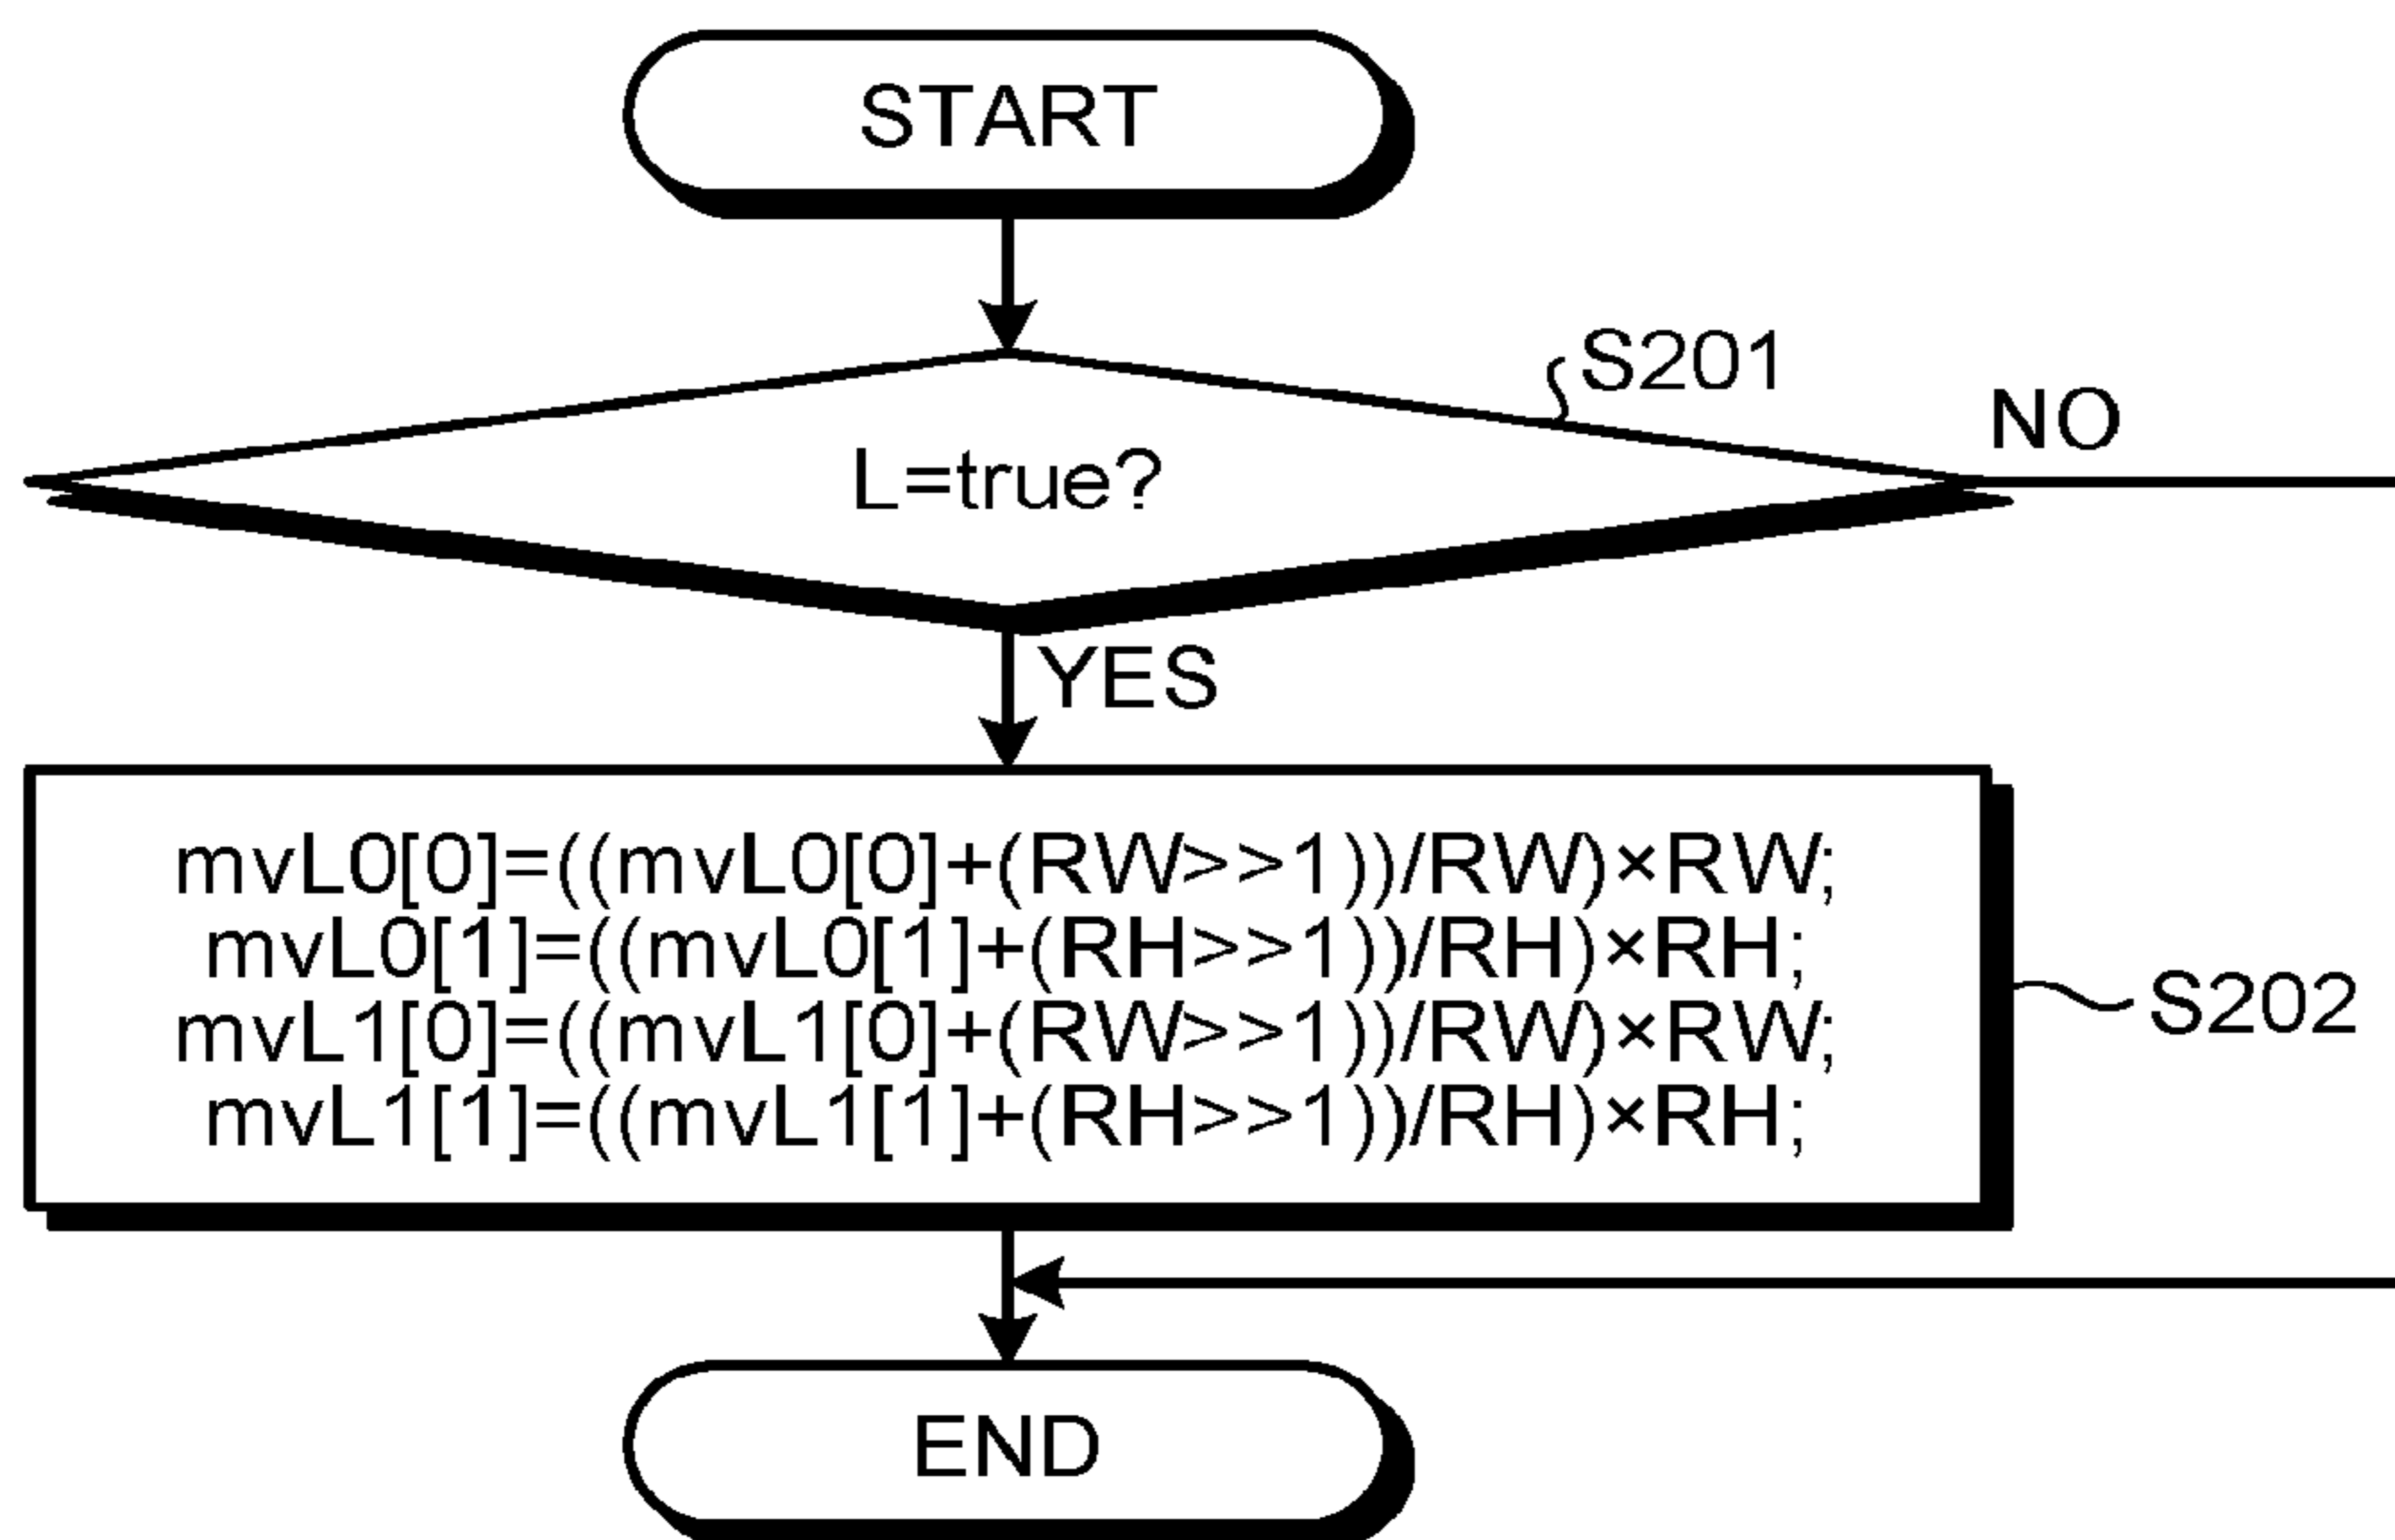 START
S201
NO
L=true?
YES
mvL0[0]=((mvL0[0]+(RW>>1))/RW)×RW;
mvL0[1]=((mvL0[1]+(RH>>1))/RH)×RH;
mvL1[0]=((mvL1[0]+(RW>>1))/RW)×RW;
mvL1[1]=((mvL1[1]+(RH>>1))/RH)×RH;
S202
END